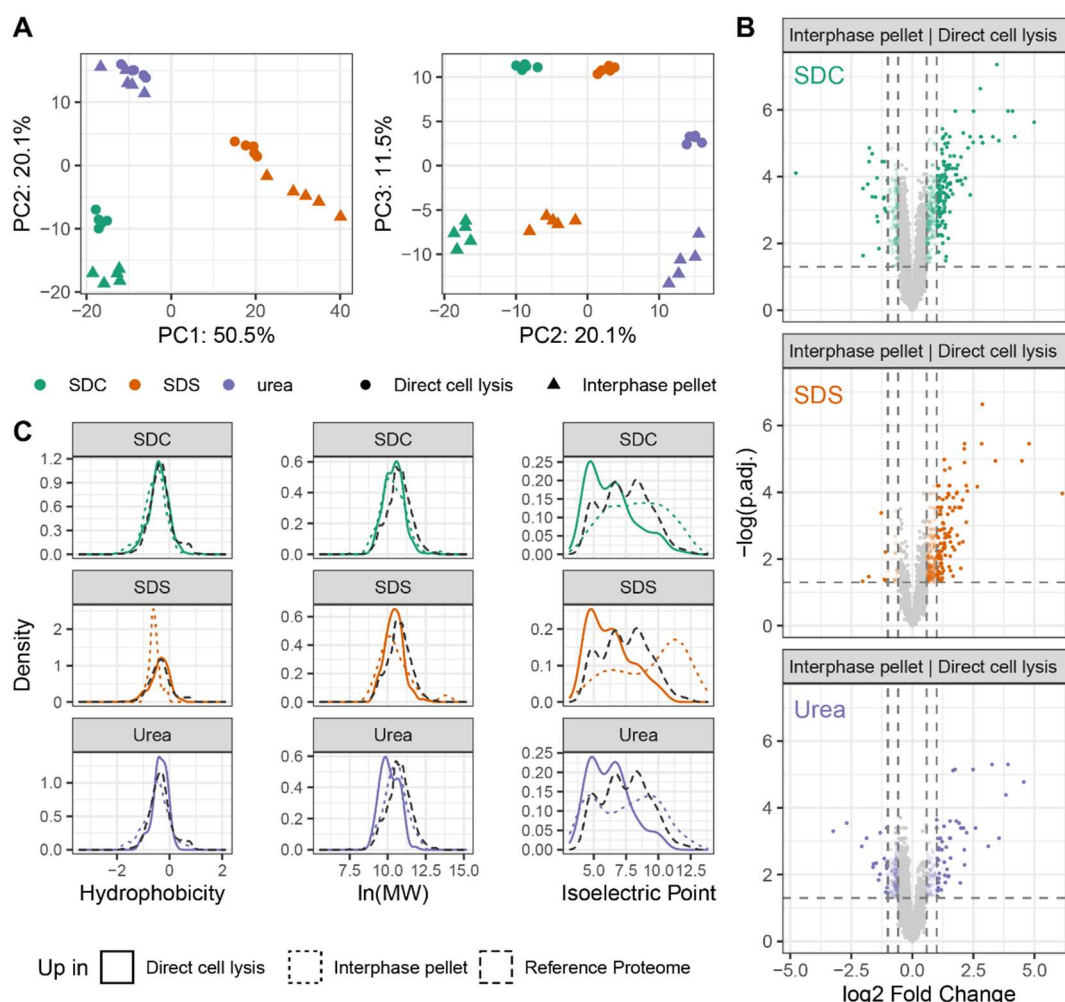 A
PC2: 20.1%
10
0
−10
−20
−20
0
20
40
PC1: 50.5%
PC3: 11.5%
10
5
0
−5
−10
−20
−10
0
10
PC2: 20.1%
SDC
SDS
urea
Direct cell lysis
Interphase pellet
B
Interphase pellet | Direct cell lysis
SDC
6
4
2
0
Interphase pellet | Direct cell lysis
SDS
6
4
2
0
−log(p.adj.)
Interphase pellet | Direct cell lysis
Urea
6
4
2
0
−5.0
−2.5
0.0
2.5
5.0
log2 Fold Change
C
Density
SDC
1.2
0.9
0.6
0.3
0.0
SDC
0.6
0.4
0.2
0.0
SDC
0.25
0.20
0.15
0.10
0.05
0.00
SDS
2
1
0
SDS
0.6
0.4
0.2
0.0
SDS
0.2
0.1
0.0
Urea
1.0
0.5
0.0
−2
0
2
Hydrophobicity
Urea
0.6
0.4
0.2
0.0
7.5
10.0
12.5
15.0
ln(MW)
Urea
0.25
0.20
0.15
0.10
0.05
0.00
5.0
7.5
10.0
12.5
Isoelectric Point
Up in
Direct cell lysis
Interphase pellet
Reference Proteome